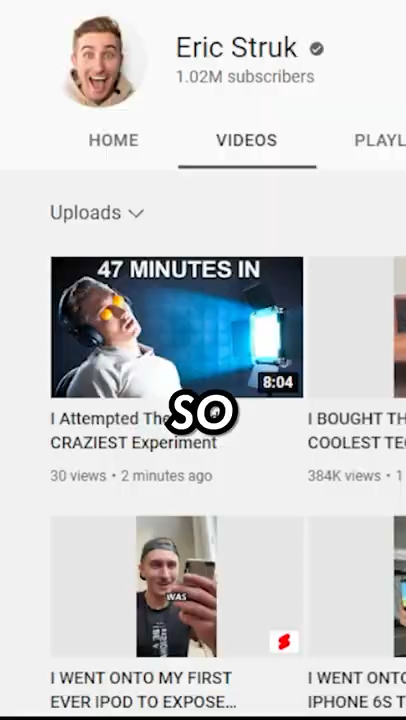 Eric Struk
1.02M subscribers
HOME
VIDEOS
PLAYL
Uploads
47 MINUTES IN
8:04
SO
I Attempted The
CRAZIEST Experiment
30 views • 2 minutes ago
I BOUGHT TH
COOLEST TE
384K views • 1
WAS
I WENT ONTO MY FIRST
EVER IPOD TO EXPOSE...
I WENT ONTO
IPHONE 6S T